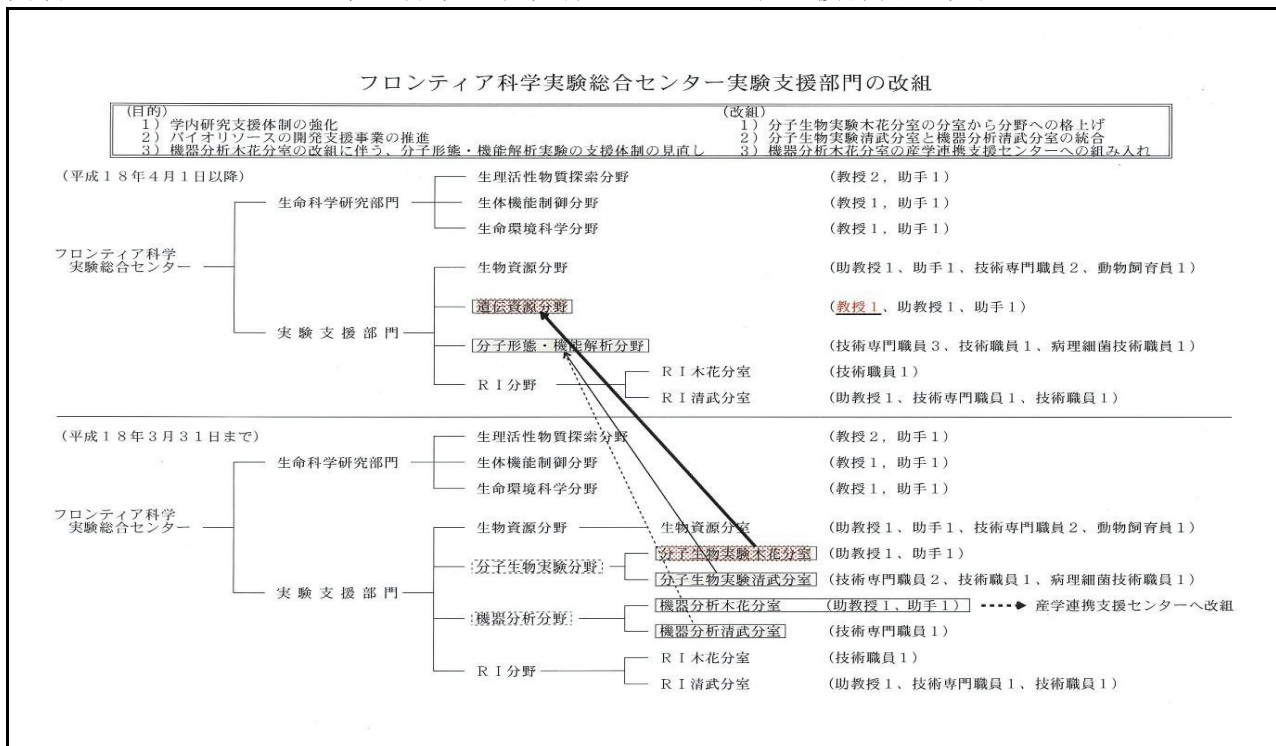 フロンティア科学実験総合センター実験支援部門の改組
(目的)
1) 学内研究支援体制の強化
2) バイオリソースの開発支援事業の推進
3) 機器分析木花分室の改組に伴う、分子形態・機能解析実験の支援体制の見直し
(改組)
1) 分子生物実験木花分室の分室から分野への格上げ
2) 分子生物実験清武分室と機器分析清武分室の統合
3) 機器分析木花分室の産学連携支援センターへの組み入れ
(平成18年4月1日以降)
生理活性物質探索分野 (教授2, 助手1)
生命科学研究部門 生体機能制御分野 (教授1, 助手1)
生命環境科学分野 (教授1, 助手1)
フロンティア科学
実験総合センター
生物資源分野 (助教授1、助手1、技術専門職員2、動物飼育員1)
遺伝資源分野 (教授1、助教授1、助手1)
実験支援部門
分子形態・機能解析分野 (技術専門職員3、技術職員1、病理細菌技術職員1)
RI木花分室 (技術職員1)
RI分野
RI清武分室 (助教授1、技術専門職員1、技術職員1)
(平成18年3月31日まで)
生理活性物質探索分野 (教授2, 助手1)
生命科学研究部門 生体機能制御分野 (教授1, 助手1)
生命環境科学分野 (教授1, 助手1)
フロンティア科学
実験総合センター
生物資源分野 生物資源分室 (助教授1、助手1、技術専門職員2、動物飼育員1)
分子生物実験木花分室 (助教授1、助手1)
分子生物実験分野
分子生物実験清武分室 (技術専門職員2、技術職員1、病理細菌技術職員1)
実験支援部門
機器分析木花分室 (助教授1、助手1) 産学連携支援センターへ改組
機器分析分野
機器分析清武分室 (技術専門職員1)
RI木花分室 (技術職員1)
RI分野
RI清武分室 (助教授1、技術専門職員1、技術職員1)